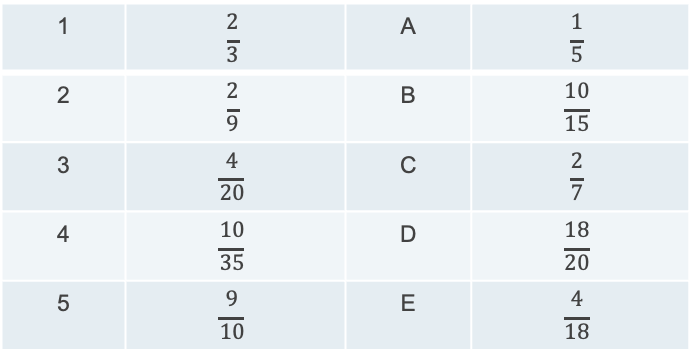 1 2/3 A 1/5
2 2/9 B 10/15
3 4/20 C 2/7
4 10/35 D 18/20
5 9/10 E 4/18